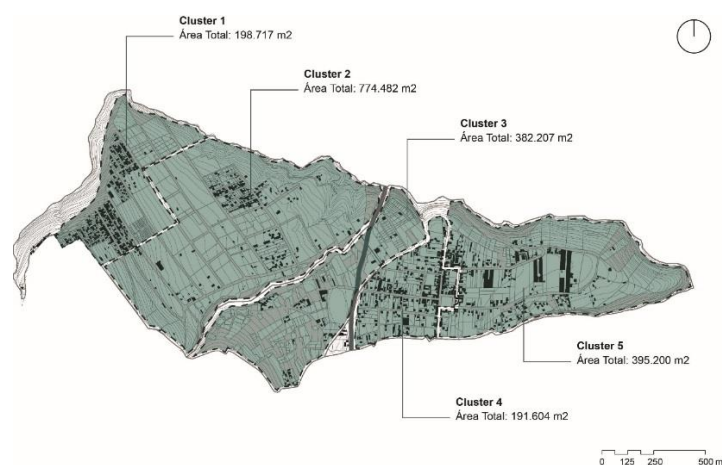 Cluster 1
Área Total: 198.717 m2
Cluster 2
Área Total: 774.482 m2
Cluster 3
Área Total: 382.207 m2
Cluster 5
Área Total: 395.200 m2
Cluster 4
Área Total: 191.604 m2
0 125 250 500 m